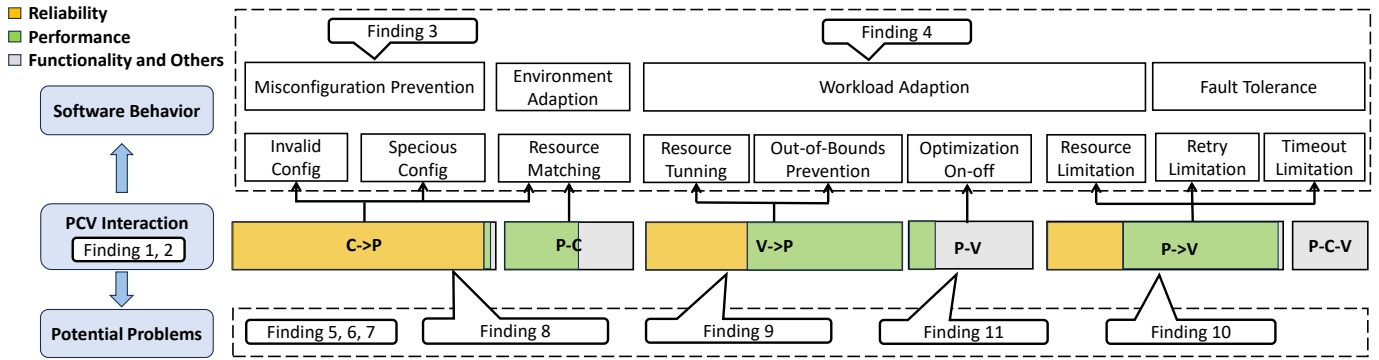 Reliability
Performance
Functionality and Others
Finding 3
Finding 4
Software Behavior
Misconfiguration Prevention
Environment
Adaption
Workload Adaption
Fault Tolerance
Invalid
Config
Specious
Config
Resource
Matching
Resource
Tunning
Out-of-Bounds
Prevention
Optimization
On-off
Resource
Limitation
Retry
Limitation
Timeout
Limitation
PCV Interaction
Finding 1, 2
C->P
P-C
V->P
P-V
P->V
P-C-V
Potential Problems
Finding 5, 6, 7
Finding 8
Finding 9
Finding 11
Finding 10